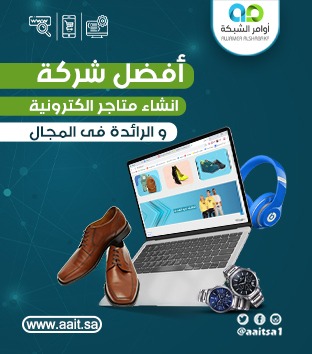 أوامر الشبكة
AWAMER ALSHABAKA
أفضل شركة
انشاء متاجر الكترونية
و الرائدة فى المجال
www.aait.sa
@aaitsa1